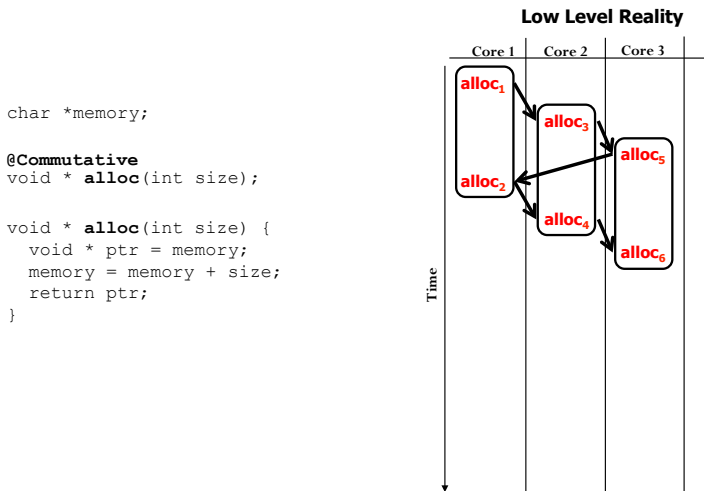 Low Level Reality
Core 1 Core 2 Core 3
char *memory;
@Commutative
void * alloc(int size);
void * alloc(int size) {
void * ptr = memory;
memory = memory + size;
return ptr;
}
alloc₁
alloc₃
alloc₅
alloc₂
alloc₄
alloc₆
Time